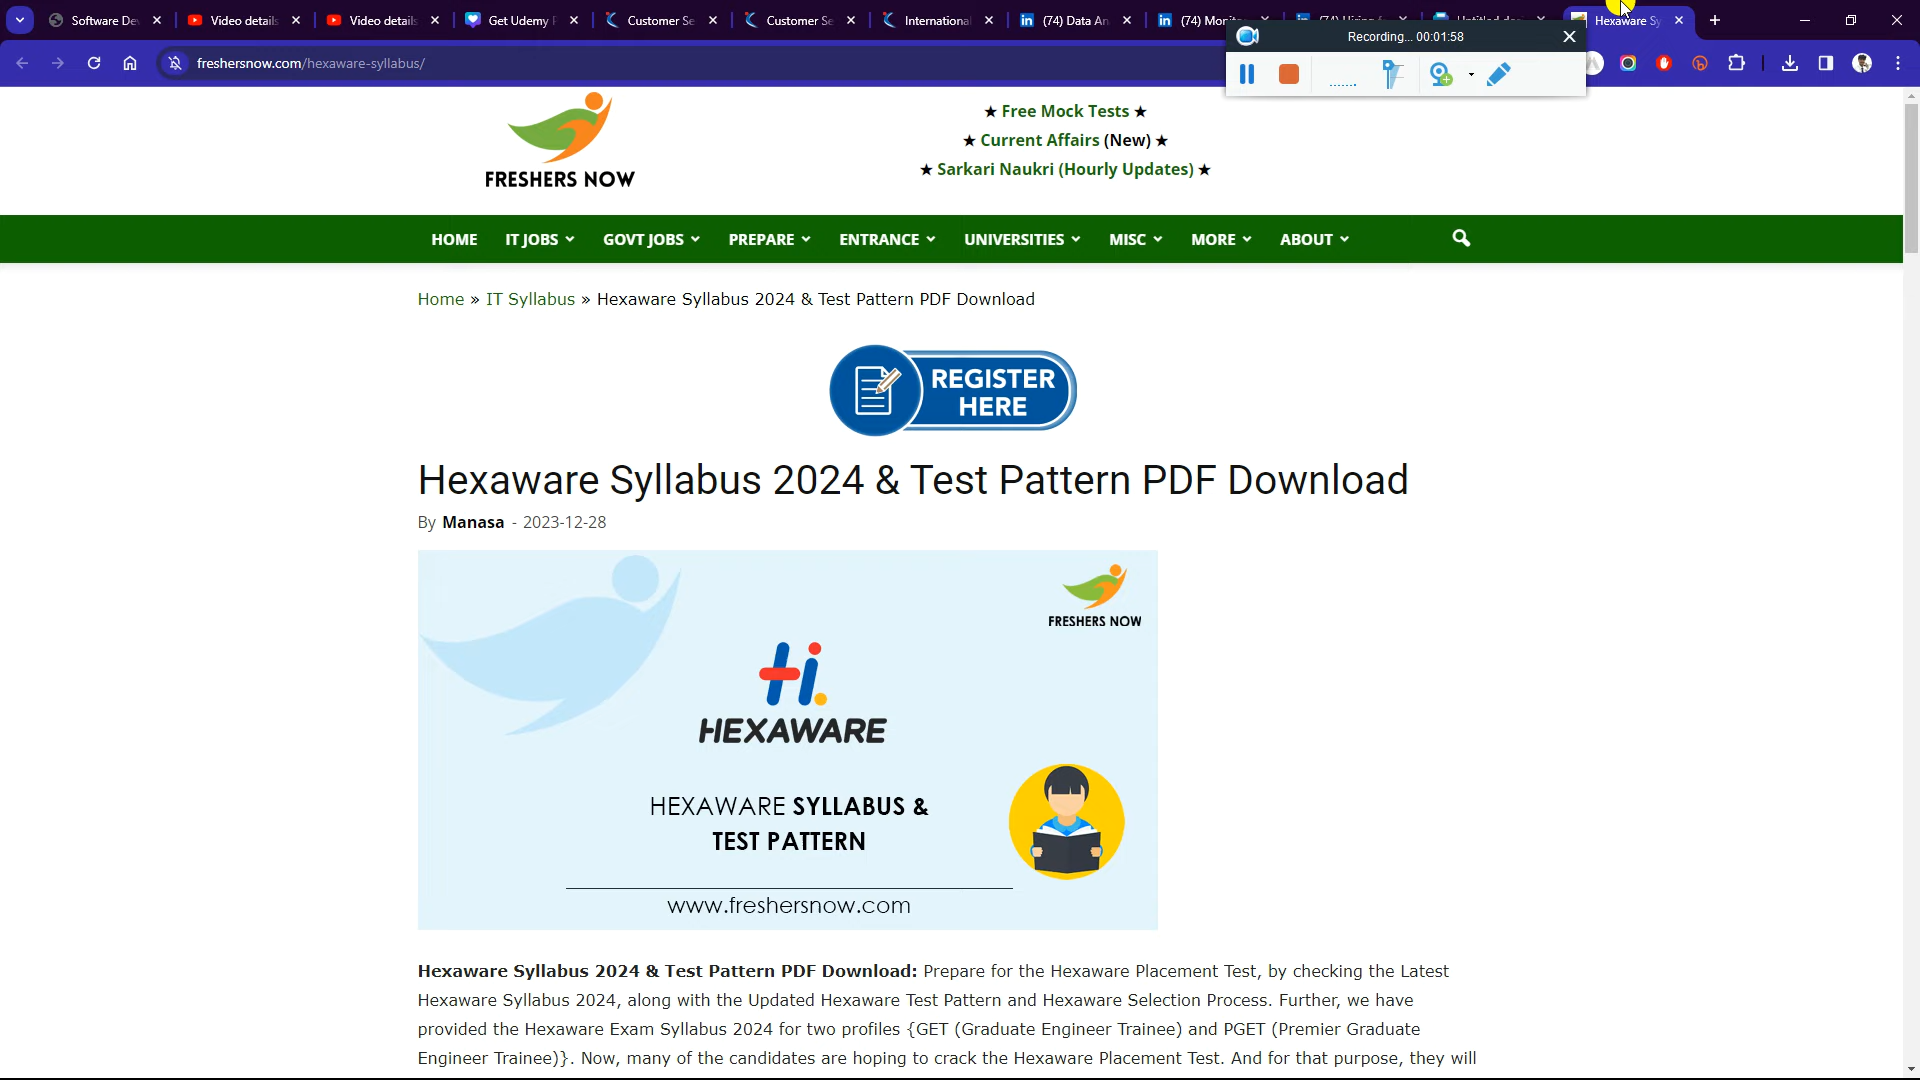 Software De
Video details
Video details
Get Udemy
Customer Se
Customer Se
International
(74) Data An
Hexaware Sy
Recording... 00:01:58
freshersnow.com/hexaware-syllabus/
FRESHERS NOW
★ Free Mock Tests ★
★ Current Affairs (New) ★
★ Sarkari Naukri (Hourly Updates) ★
HOME IT JOBS GOVT JOBS PREPARE ENTRANCE UNIVERSITIES MISC MORE ABOUT
Home » IT Syllabus » Hexaware Syllabus 2024 & Test Pattern PDF Download
REGISTER
HERE
Hexaware Syllabus 2024 & Test Pattern PDF Download
By Manasa - 2023-12-28
FRESHERS NOW
HEXAWARE
HEXAWARE SYLLABUS &
TEST PATTERN
www.freshersnow.com
Hexaware Syllabus 2024 & Test Pattern PDF Download: Prepare for the Hexaware Placement Test, by checking the Latest
Hexaware Syllabus 2024, along with the Updated Hexaware Test Pattern and Hexaware Selection Process. Further, we have
provided the Hexaware Exam Syllabus 2024 for two profiles {GET (Graduate Engineer Trainee) and PGET (Premier Graduate
Engineer Trainee)}. Now, many of the candidates are hoping to crack the Hexaware Placement Test. And for that purpose, they will